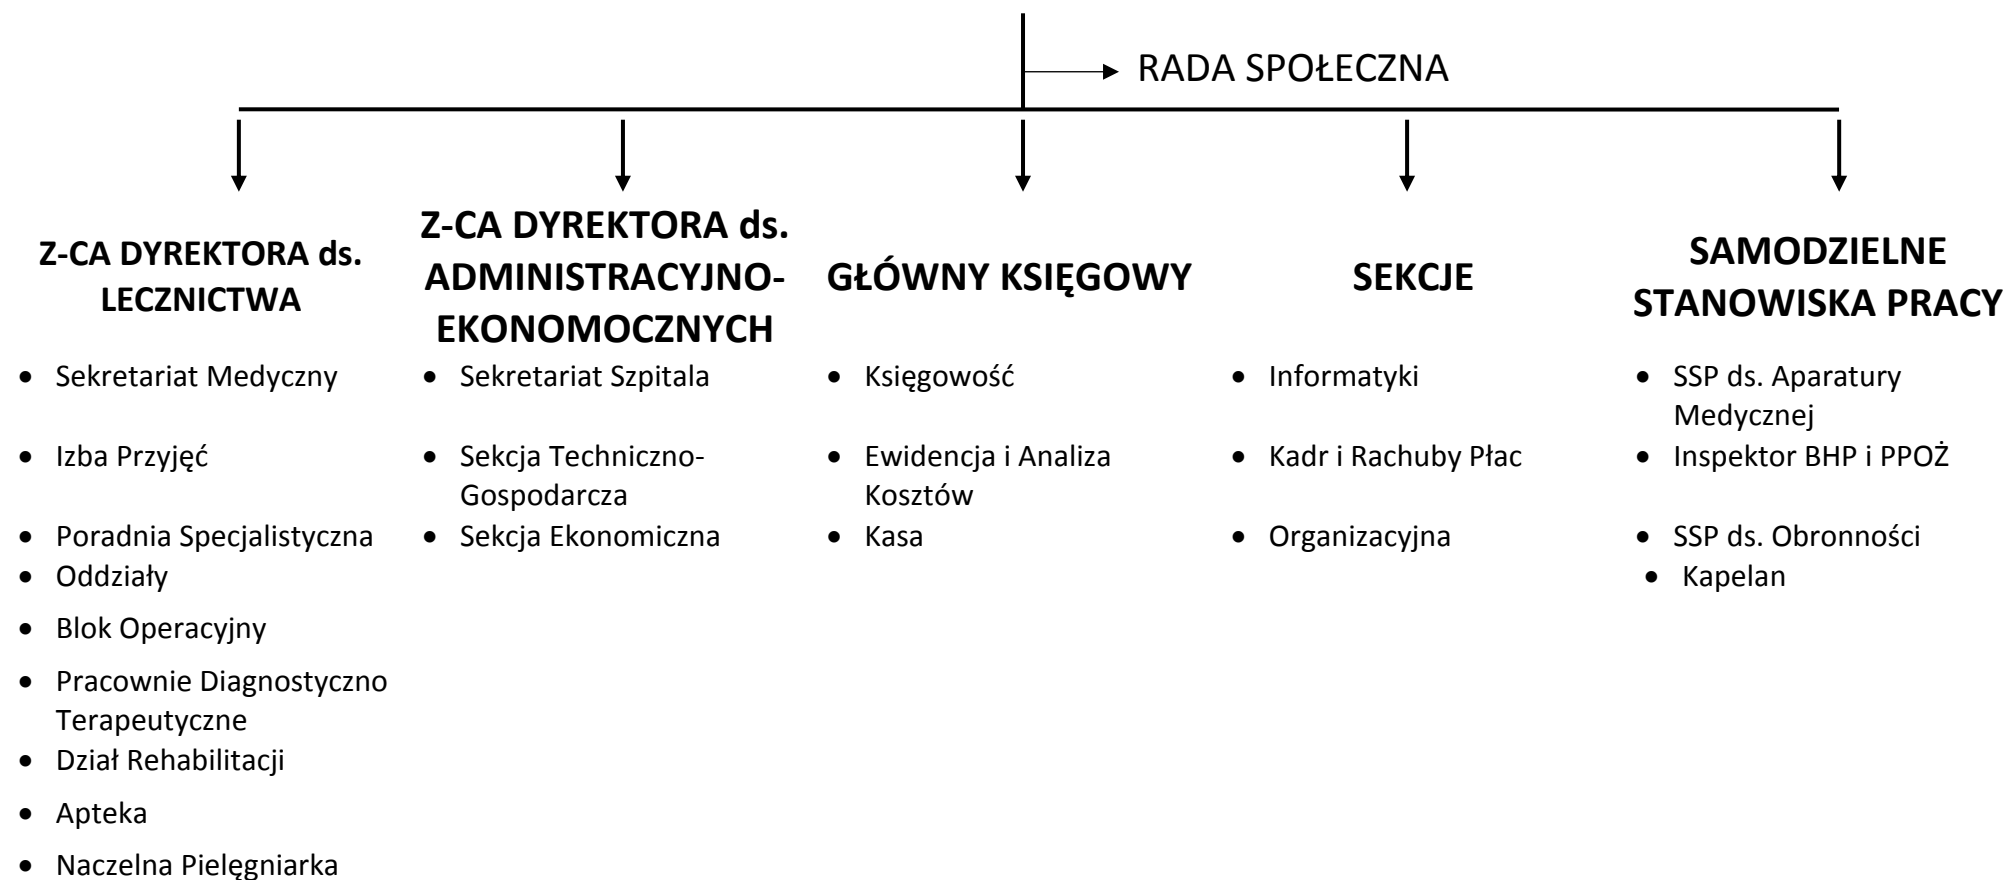 RADA SPOŁECZNA
Z-CA DYREKTORA ds.
LECZNICTWA
Z-CA DYREKTORA ds.
ADMINISTRACYJNO-
EKONOMOCZNYCH
GŁÓWNY KSIĘGOWY
SEKCJE
SAMODZIELNE
STANOWISKA PRACY
• Sekretariat Medyczny
• Izba Przyjęć
• Poradnia Specjalistyczna
• Oddziały
• Blok Operacyjny
• Pracownie Diagnostyczno
Terapeutyczne
• Dział Rehabilitacji
• Apteka
• Naczelna Pielęgniarka
• Sekretariat Szpitala
• Sekcja Techniczno-
Gospodarcza
• Sekcja Ekonomiczna
• Księgowość
• Ewidencja i Analiza
Kosztów
• Kasa
• Informatyki
• Kadr i Rachuby Płac
• Organizacyjna
• SSP ds. Aparatury
Medycznej
• Inspektor BHP i PPOŻ
• SSP ds. Obronności
• Kapelan